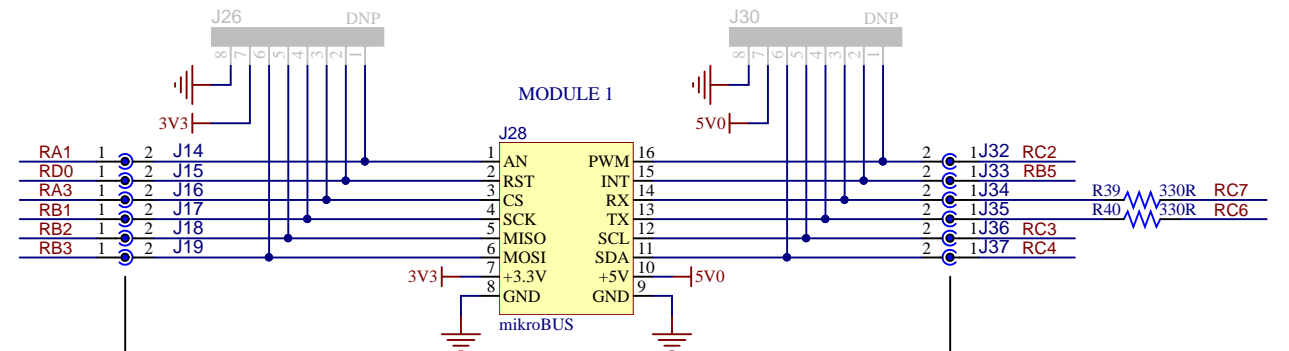 J26 DNP J30 DNP
8 7 6 5 4 3 2 1 8 7 6 5 4 3 2 1
MODULE 1
3V3 5V0
J28
RA1 1 2 J14 1 AN PWM 16 2 1 J32 RC2
RD0 1 2 J15 2 RST INT 15 2 1 J33 RB5
RA3 1 2 J16 3 CS RX 14 2 1 J34 R39 330R RC7
RB1 1 2 J17 4 SCK TX 13 2 1 J35 R40 330R RC6
RB2 1 2 J18 5 MISO SCL 12 2 1 J36 RC3
RB3 1 2 J19 6 MOSI SDA 11 2 1 J37 RC4
3V3 7 +3.3V +5V 10 5V0
8 GND GND 9
mikroBUS